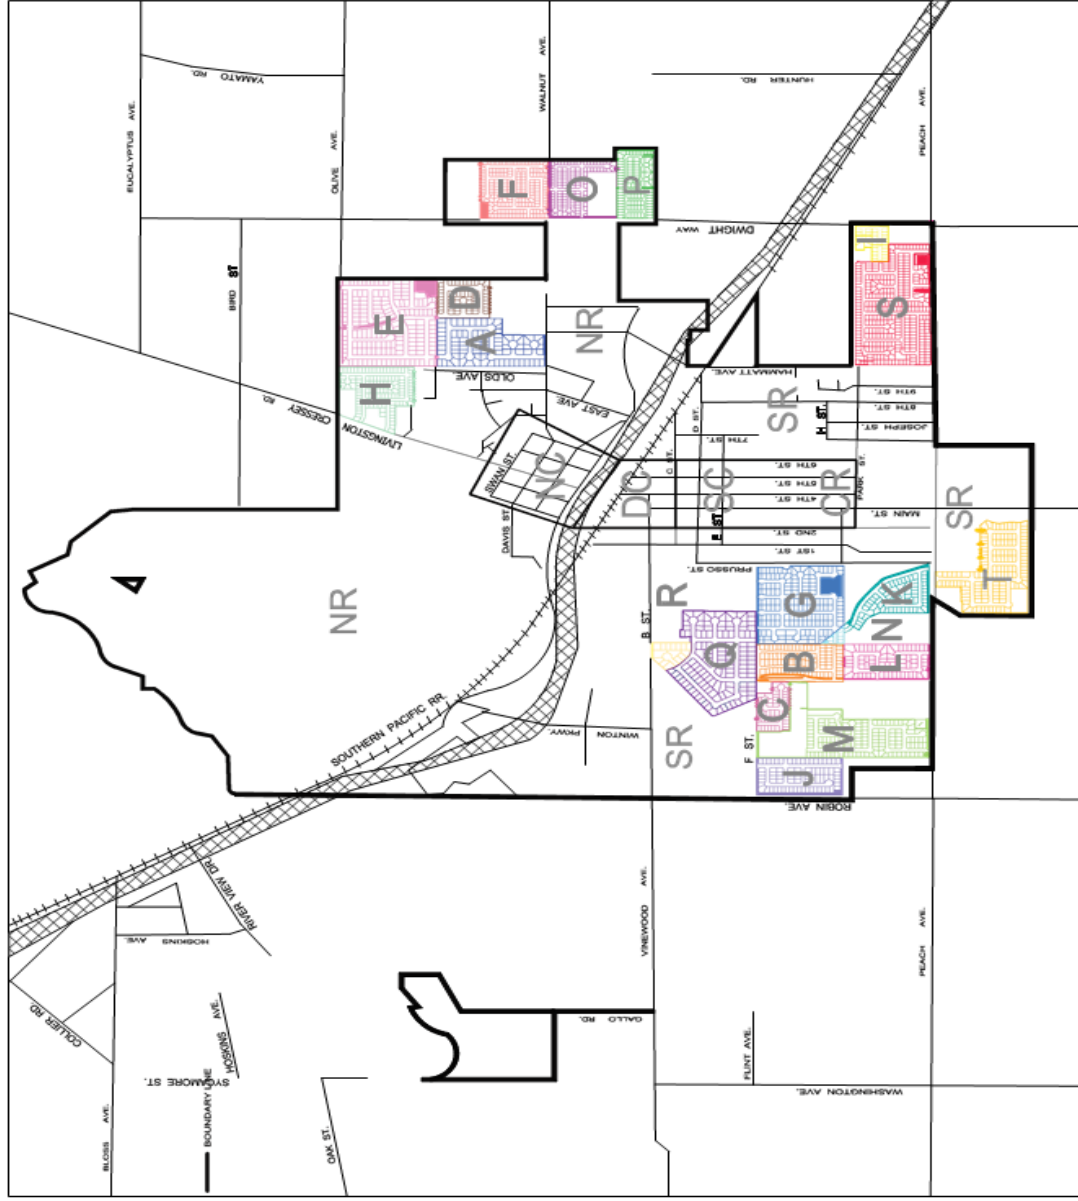 YAMATO RD.
EUCALYPTUS AVE.
OLIVE AVE.
WALNUT AVE.
HUNTER RD.
PEACH AVE.
F
O
P
DWIGHT WAY
BIRD ST
I
S
E
D
A
H
NR
OLDS AVE.
EAST AVE.
HAMMATT AVE.
SR
9TH ST.
8TH ST.
JOSEPH ST.
H ST.
D ST.
7TH ST.
C ST.
LIVINGSTON CRESSEY RD.
SWAN ST.
NC
DC
SC
CR
6TH ST.
5TH ST.
4TH ST.
PARK ST.
MAIN ST.
SR
DAVIS ST
E ST
2ND ST.
1ST ST.
PRUSSO ST.
NR
R
B ST.
G
K
T
Q
B
N
L
C
M
J
SR
F ST.
WINTON PKWY.
SOUTHERN PACIFIC RR.
ROBIN AVE.
RIVER VIEW DR.
HOSKINS AVE.
VINEWOOD AVE.
PEACH AVE.
COLLIER RD.
HOSKINS AVE.
GALLO RD.
FLINT AVE.
SYCAMORE ST.
WASHINGTON AVE.
BLOSS AVE.
BOUNDARY LINE
OAK ST.